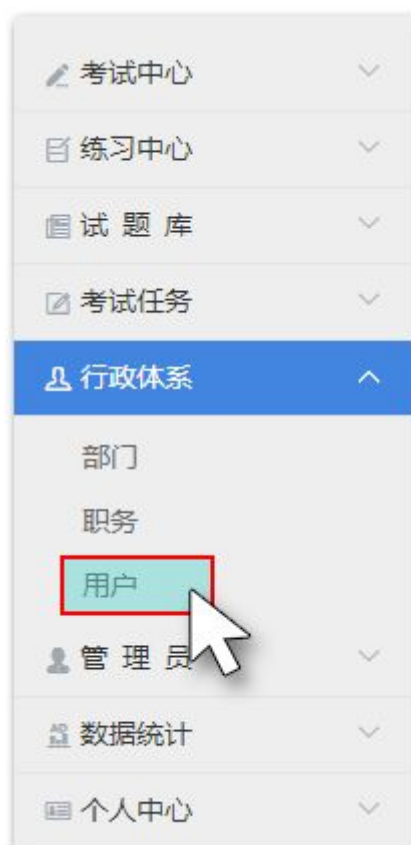 考试中心
练习中心
试 题 库
考试任务
行政体系
部门
职务
用户
管 理 员
数据统计
个人中心